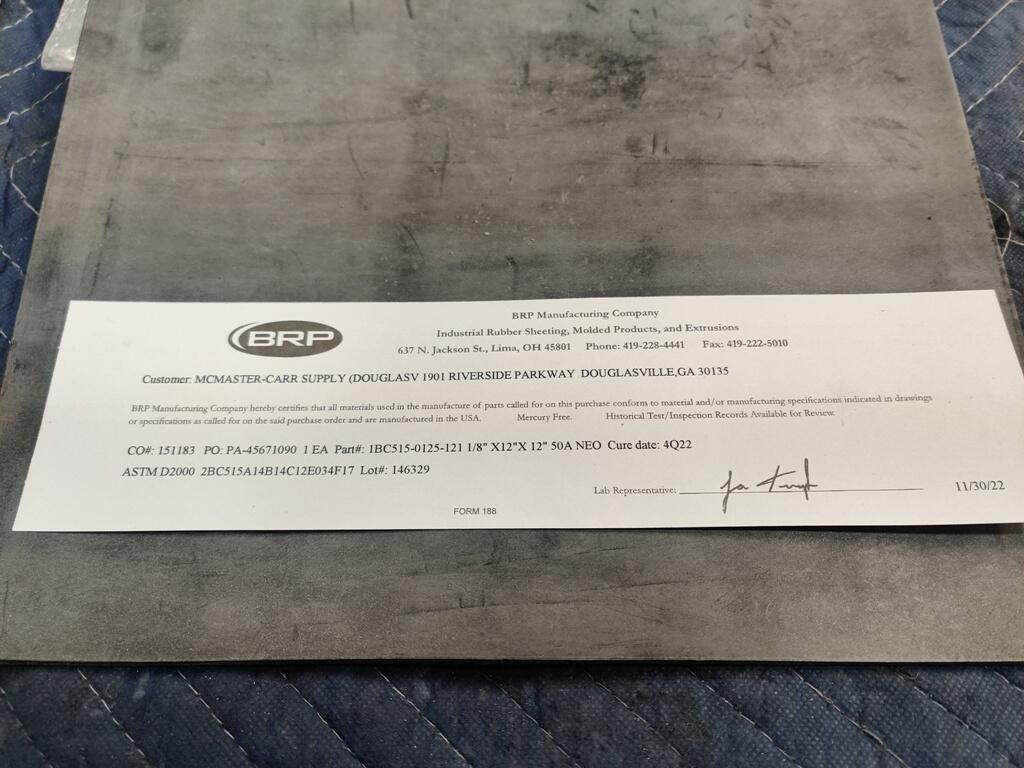 BRP Manufacturing Company
BRP
Industrial Rubber Sheeting, Molded Products, and Extrusions
637 N. Jackson St., Lima, OH 45801 Phone: 419-228-4441 Fax: 419-222-5010
Customer: MCMASTER-CARR SUPPLY (DOUGLASV 1901 RIVERSIDE PARKWAY DOUGLASVILLE,GA 30135
BRP Manufacturing Company hereby certifies that all materials used in the manufacture of parts called for on this purchase conform to material and/or manufacturing specifications indicated in drawings
or specifications as called for on the said purchase order and are manufactured in the USA. Mercury Free. Historical Test/Inspection Records Available for Review.
CO#: 151183 PO: PA-45671090 1 EA Part#: 1BC515-0125-121 1/8" X12"X 12" 50A NEO Cure date: 4Q22
ASTM D2000 2BC515A14B14C12E034F17 Lot#: 146329
Lab Representative: 11/30/22
FORM 188